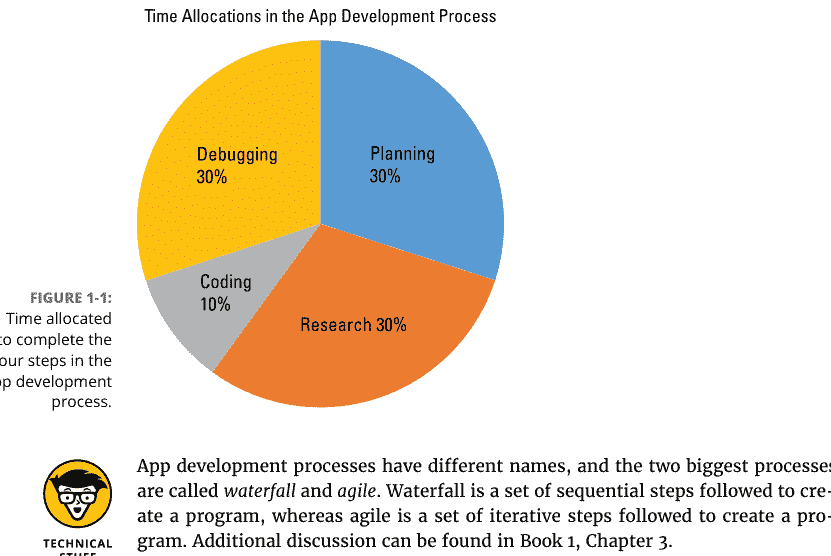 Time Allocations in the App Development Process
Debugging
30%
Planning
30%
Coding
10%
Research 30%
FIGURE 1-1:
Time allocated
to complete the
our steps in the
pp development
process.
App development processes have different names, and the two biggest processes
are called waterfall and agile. Waterfall is a set of sequential steps followed to cre-
ate a program, whereas agile is a set of iterative steps followed to create a pro-
gram. Additional discussion can be found in Book 1, Chapter 3.
TECHNICAL
STUFF